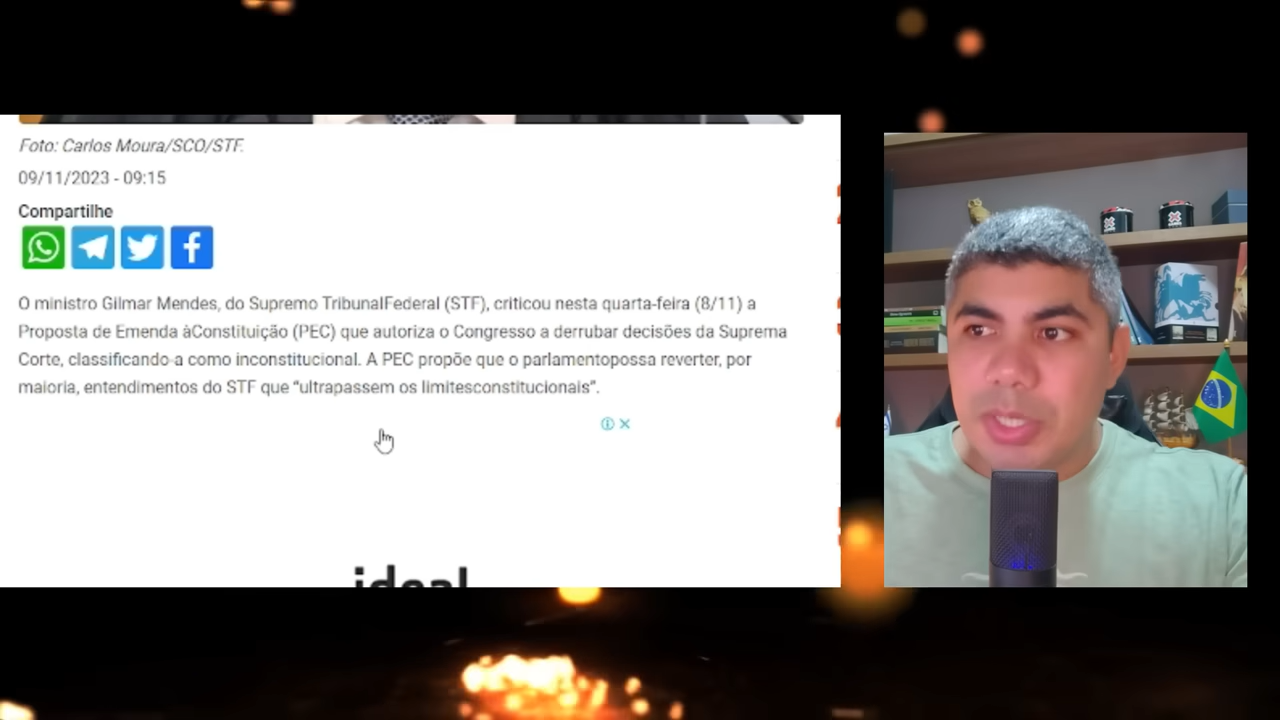 Foto: Carlos Moura/SCO/STF.
09/11/2023 - 09:15
Compartilhe
O ministro Gilmar Mendes, do Supremo TribunalFederal (STF), criticou nesta quarta-feira (8/11) a
Proposta de Emenda àConstituição (PEC) que autoriza o Congresso a derrubar decisões da Suprema
Corte, classificando-a como inconstitucional. A PEC propõe que o parlamentopossa reverter, por
maioria, entendimentos do STF que “ultrapassem os limitesconstitucionais”.
ideal